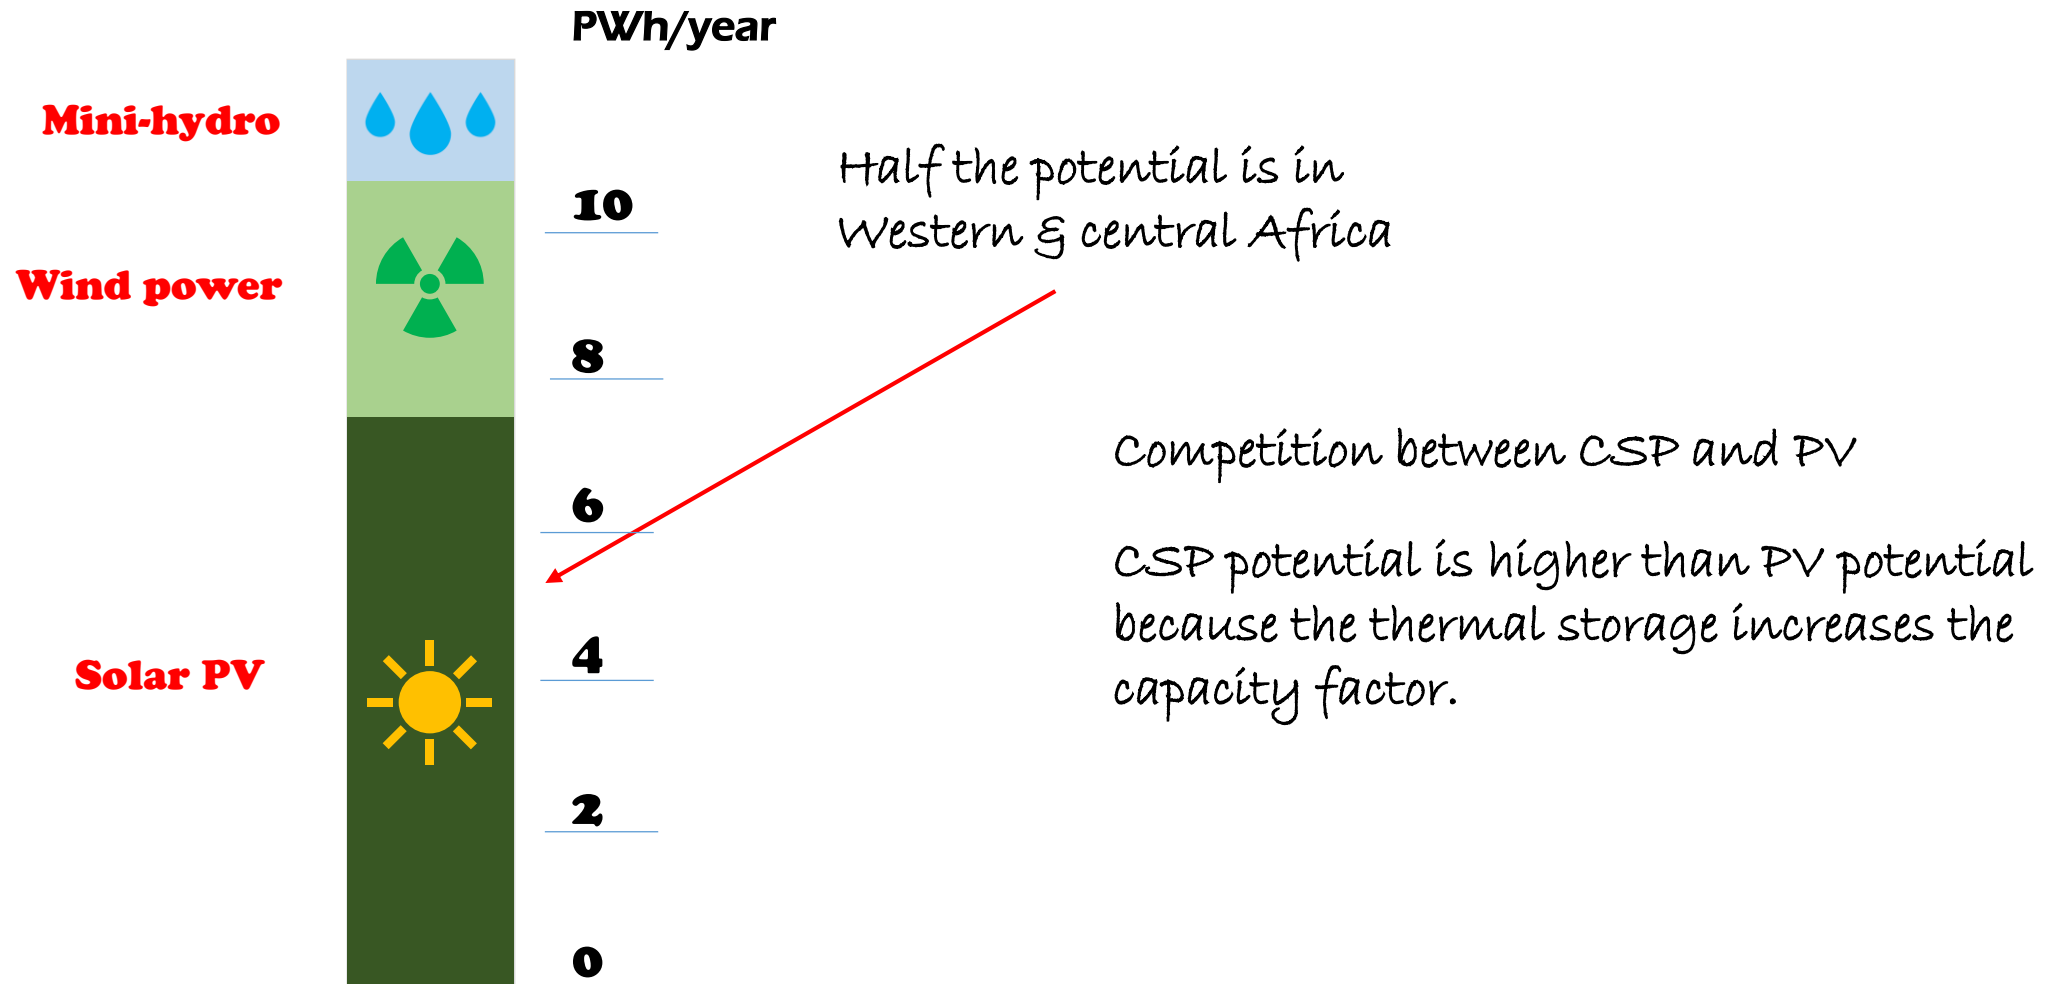 PWh/year
Mini-hydro
Half the potential is in
10
Western & central Africa
Wind power
8
Competition between CSP and PV
6
CSP potential is higher than PV potential
because the thermal storage increases the
4
Solar PV
capacity factor.
2
0